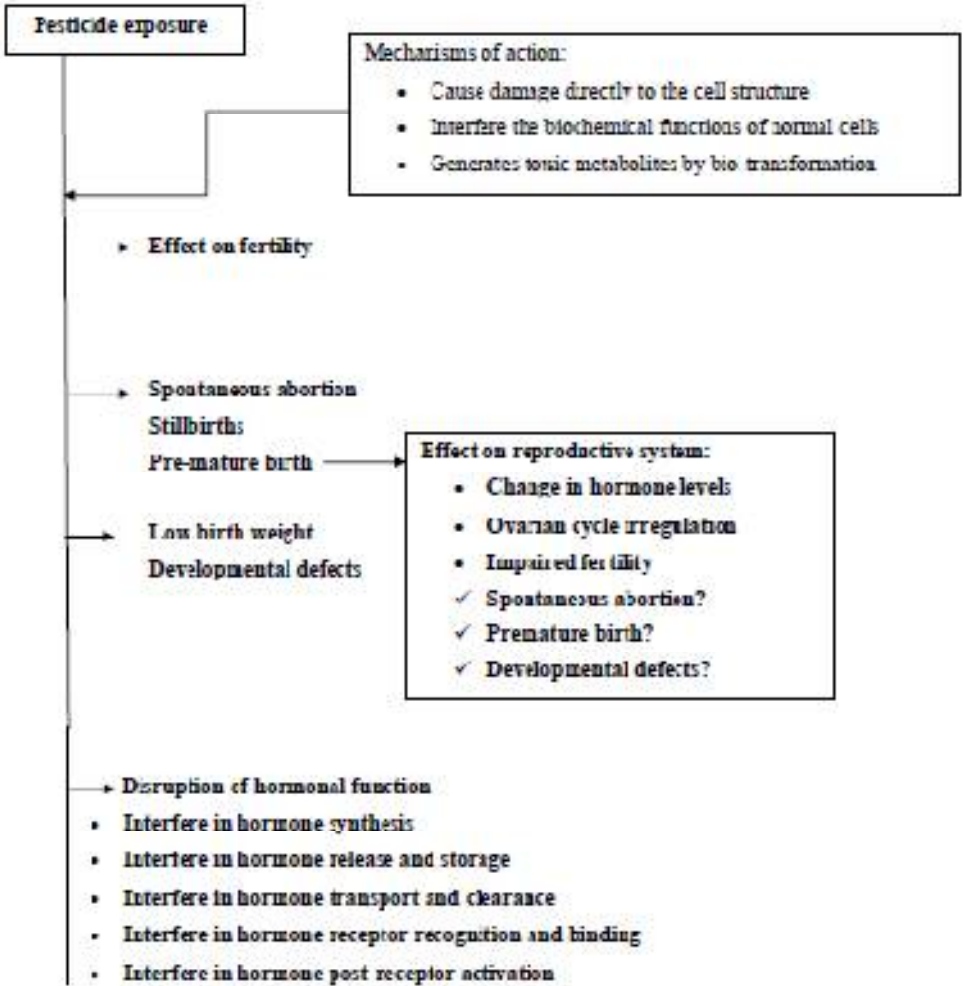 Pesticide exposure
Mechanisms of action:
• Cause damage directly to the cell structure
• Interfere the biochemical functions of normal cells
• Generates toxic metabolites by bio transformation
Effect on fertility
Spontaneous abortion
Stillbirths
Pre-mature birth
Low birth weight
Developmental defects
Effect on reproductive system:
• Change in hormone levels
• Ovarian cycle irregulation
• Impaired fertility
✓ Spontaneous abortion?
✓ Premature birth?
✓ Developmental defects?
Disruption of hormonal function
• Interfere in hormone synthesis
• Interfere in hormone release and storage
• Interfere in hormone transport and clearance
• Interfere in hormone receptor recognition and binding
• Interfere in hormone post receptor activation